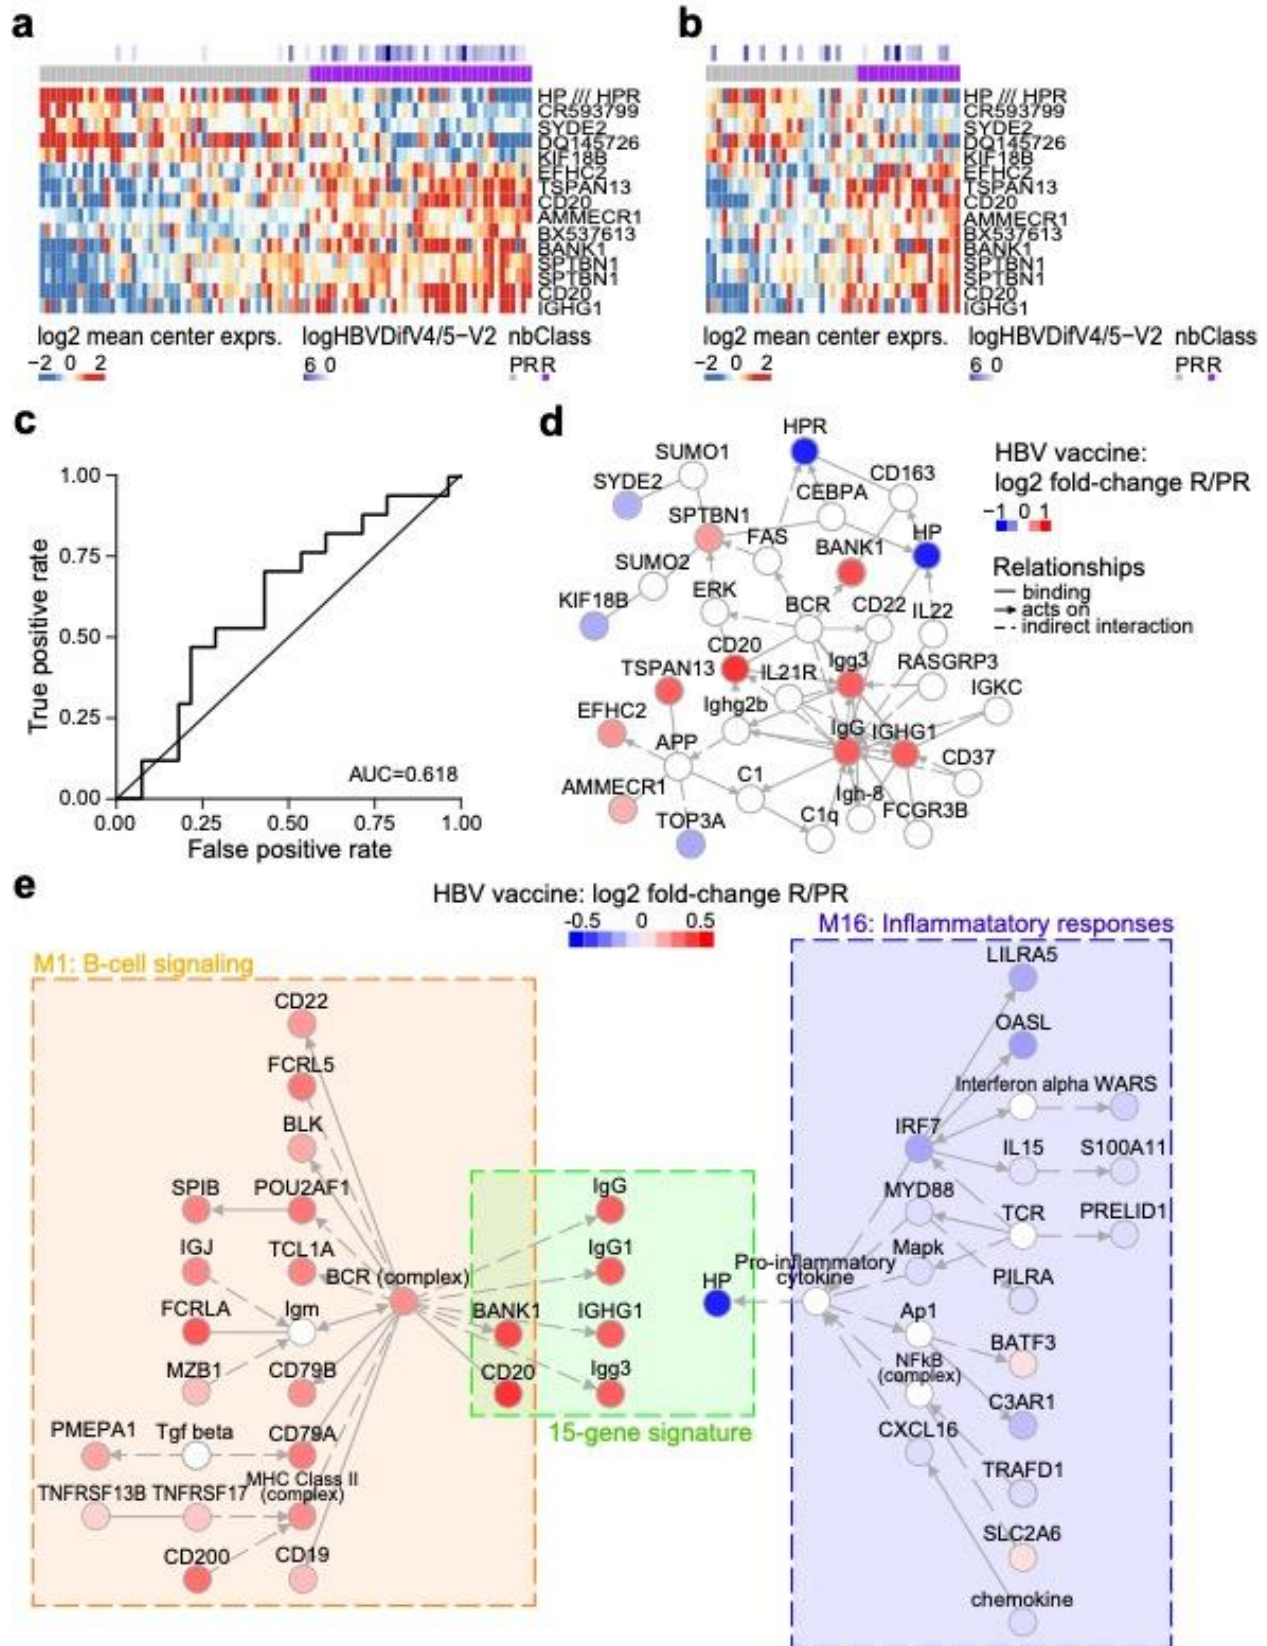 a
HP /// HPR
CR593799
SYDE2
DQ145726
KIF18B
EFHC2
TSPAN13
CD20
AMMECR1
BX537613
BANK1
SPTBN1
SPTBN1
CD20
IGHG1
log2 mean center exprs. logHBVDifV4/5−V2 nbClass
−2 0 2 6 0 PR R
b
HP /// HPR
CR593799
SYDE2
DQ145726
KIF18B
EFHC2
TSPAN13
CD20
AMMECR1
BX537613
BANK1
SPTBN1
SPTBN1
CD20
IGHG1
log2 mean center exprs. logHBVDifV4/5−V2 nbClass
−2 0 2 6 0 PR R
c
True positive rate
1.00
0.75
0.50
0.25
0.00
AUC=0.618
0.00 0.25 0.50 0.75 1.00
False positive rate
d
HPR
SUMO1
CD163
SYDE2
CEBPA
SPTBN1
FAS
HP
BANK1
SUMO2
ERK
KIF18B
BCR
CD22
IL22
CD20
Igg3
RASGRP3
TSPAN13
IL21R
IGKC
Ighg2b
EFHC2
IgG
IGHG1
APP
CD37
C1
AMMECR1
Igh-8
C1q
FCGR3B
TOP3A
HBV vaccine:
log2 fold-change R/PR
−1 0 1
Relationships
binding
acts on
indirect interaction
e
HBV vaccine: log2 fold-change R/PR
-0.5 0 0.5
M1: B-cell signaling
CD22
FCRL5
BLK
SPIB POU2AF1
IGJ TCL1A
BCR (complex)
FCRLA Igm
MZB1 CD79B
PMEPA1 Tgf beta CD79A
MHC Class II
(complex)
TNFRSF13B TNFRSF17
CD200 CD19
IgG
IgG1
BANK1 IGHG1
CD20 Igg3
HP
15-gene signature
M16: Inflammatatory responses
LILRA5
OASL
Interferon alpha WARS
IRF7
IL15 S100A11
MYD88
TCR PRELID1
Mapk
Pro-inflammatory
cytokine
PILRA
Ap1
BATF3
NFkB
(complex)
C3AR1
CXCL16
TRAFD1
SLC2A6
chemokine